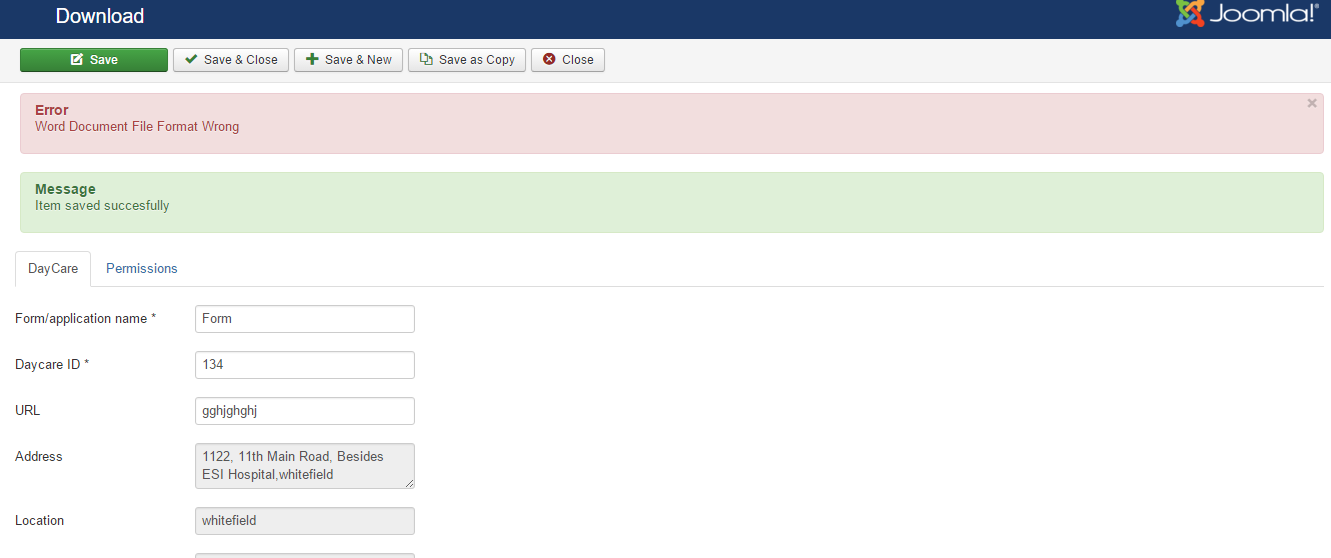 Download
Joomla!®
Save
Save & Close
Save & New
Save as Copy
Close
Error
×
Word Document File Format Wrong
Message
Item saved succesfully
DayCare
Permissions
Form/application name *
Form
Daycare ID *
134
URL
gghjghghj
Address
1122, 11th Main Road, Besides
ESI Hospital,whitefield
Location
whitefield